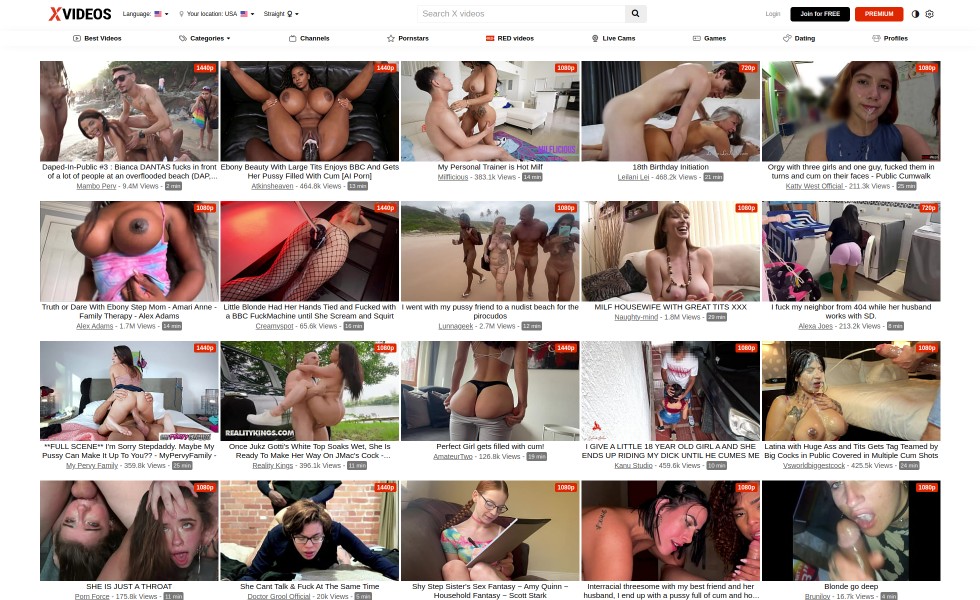 XVIDEOS
Language:
Your location: USA
Straight
Search X videos
Login
Join for FREE
PREMIUM
Best Videos
Categories
Channels
Pornstars
RED
RED videos
Live Cams
Games
Dating
Profiles
1440p
1440p
1080p
720p
1080p
MILFLICIOUS
Daped-In-Public #3 : Bianca DANTAS fucks in front
of a lot of people at an overflooded beach (DAP,...
Mambo Perv - 9.4M Views - 2 min
Ebony Beauty With Large Tits Enjoys BBC And Gets
Her Pussy Filled With Cum [AI Porn]
Atkinsheaven - 464.8k Views - 13 min
My Personal Trainer is Hot Milf
Milflicious - 383.1k Views - 14 min
18th Birthday Initiation
Leilani Lei - 468.2k Views - 21 min
Orgy with three girls and one guy, fucked them in
turns and cum on their faces - Public Cumwalk
Katty West Official - 211.3k Views - 25 min
1080p
1440p
1080p
1080p
720p
Truth or Dare With Ebony Step Mom - Amari Anne -
Family Therapy - Alex Adams
Alex Adams - 1.7M Views - 14 min
Little Blonde Had Her Hands Tied and Fucked with
a BBC FuckMachine until She Scream and Squirt
Creamyspot - 65.6k Views - 16 min
I went with my pussy friend to a nudist beach for the
pirocudos
Lunnageek - 2.7M Views - 12 min
MILF HOUSEWIFE WITH GREAT TITS XXX
Naughty-mind - 1.8M Views - 29 min
I fuck my neighbor from 404 while her husband
works with SD.
Alexa Joes - 213.2k Views - 8 min
1440p
1080p
1440p
1080p
1080p
REALITYKINGS.COM
**FULL SCENE** I'm Sorry Stepdaddy. Maybe My
Pussy Can Make It Up To You?? - MyPervyFamily -
My Pervy Family - 359.8k Views - 25 min
Once Jukz Gotti's White Top Soaks Wet, She Is
Ready To Make Her Way On JMac's Cock -...
Reality Kings - 396.1k Views - 11 min
Perfect Girl gets filled with cum!
AmateurTwo - 126.8k Views - 19 min
I GIVE A LITTLE 18 YEAR OLD GIRL A AND SHE
ENDS UP RIDING MY DICK UNTIL HE CUMES ME
Kanu Studio - 459.6k Views - 10 min
Latina with Huge Ass and Tits Get Tag Teamed by
Big Cocks in Public Covered in Multiple Cum Shots
Vsworldbiggestcock - 425.5k Views - 24 min
1080p
1440p
1080p
1080p
1080p
SHE IS JUST A THROAT
Porn Force - 175.8k Views - 11 min
She Cant Talk & Fuck At The Same Time
Doctor Grool Official - 20k Views - 5 min
Shy Step Sister's Sex Fantasy ~ Amy Quinn ~
Household Fantasy ~ Scott Stark
Interracial threesome with my best friend and her
husband, I end up with a pussy full of cum and ho...
Blonde go deep
Brunilov - 16.7k Views - 4 min